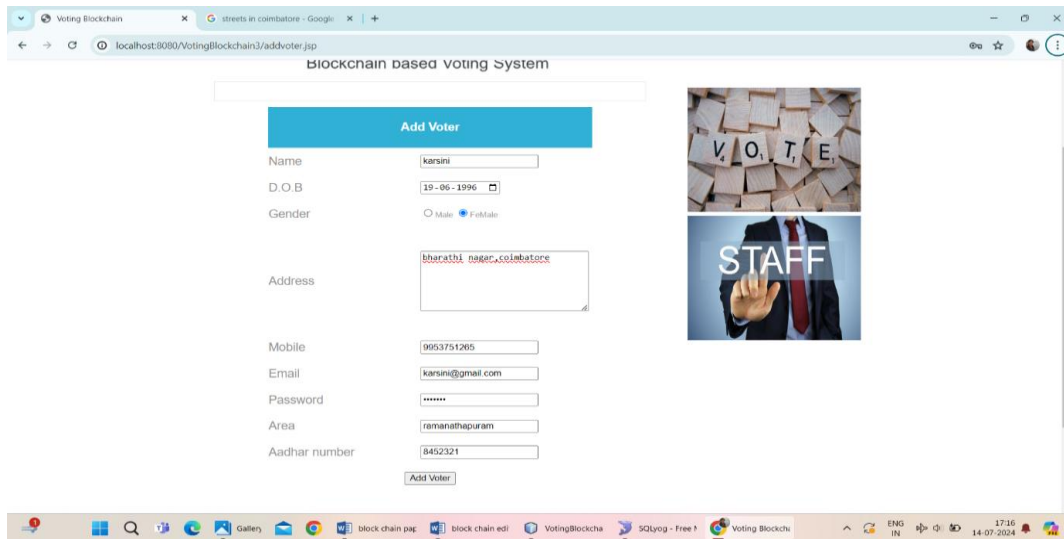 Voting Blockchain
streets in coimbatore - Google
localhost:8080/VotingBlockchain3/addvoter.jsp
Blockchain based Voting System
Add Voter
Name karsini
D.O.B 19-06-1996
Gender Male FeMale
Address bharathi nagar,coimbatore
Mobile 9953751265
Email karsini@gmail.com
Password •••••••
Area ramanathapuram
Aadhar number 8452321
Add Voter
VOTE
STAFF
1 Gallery block chain pap block chain edi VotingBlockcha SQLyog - Free Voting Blockcha ENG IN 17:16 14-07-2024